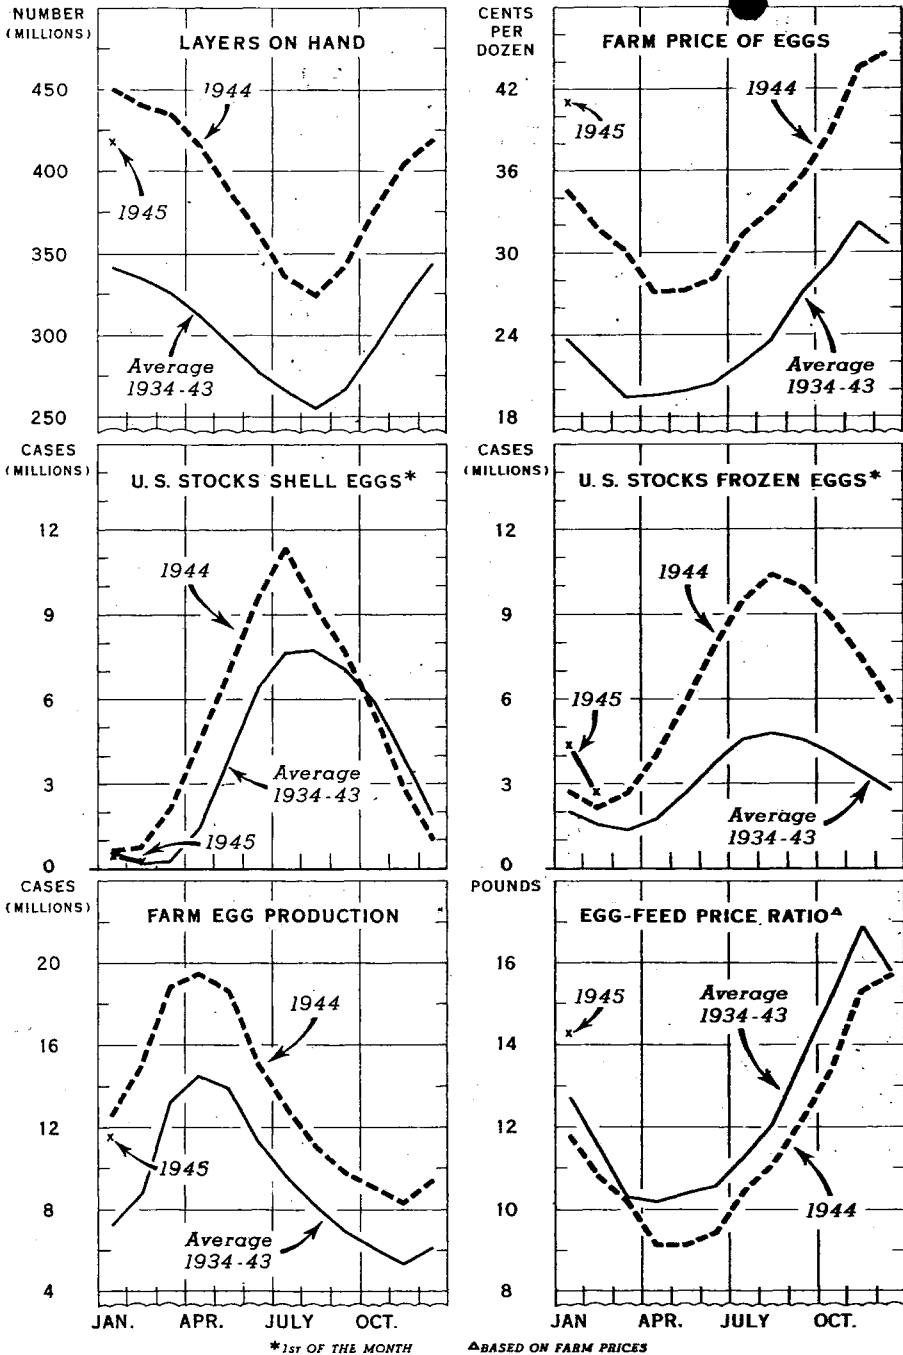 NUMBER
(MILLIONS)
LAYERS ON HAND
450
400
350
300
250
1944
1945
Average
1934-43
CENTS
PER
DOZEN
FARM PRICE OF EGGS
42
36
30
24
18
1944
1945
Average
1934-43
CASES
(MILLIONS)
U. S. STOCKS SHELL EGGS*
12
9
6
3
0
1944
Average
1934-43
1945
CASES
(MILLIONS)
U. S. STOCKS FROZEN EGGS*
12
9
6
3
0
1944
1945
Average
1934-43
CASES
(MILLIONS)
FARM EGG PRODUCTION
20
16
12
8
4
1944
1945
Average
1934-43
JAN. APR. JULY OCT.
POUNDS
EGG-FEED PRICE RATIO△
16
14
12
10
8
1945
Average
1934-43
1944
JAN. APR. JULY OCT.
*1ST OF THE MONTH △BASED ON FARM PRICES